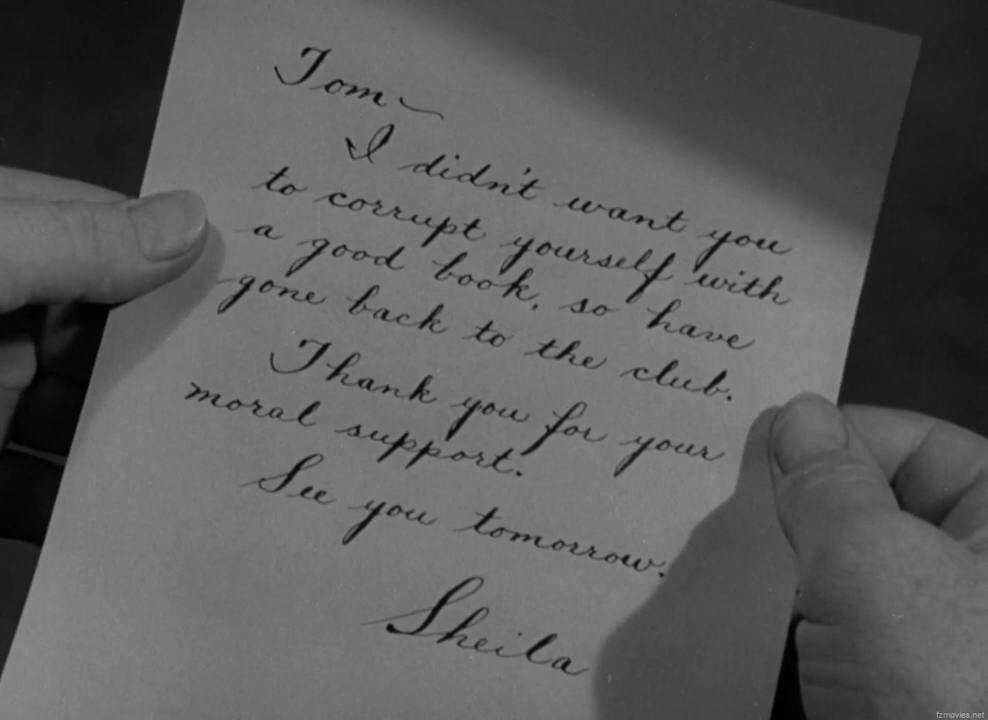 Tom ~
I didn't want you
to corrupt yourself with
a good book, so have
gone back to the club.
Thank you for your
moral support.
See you tomorrow.
Sheila
fzmovies.net